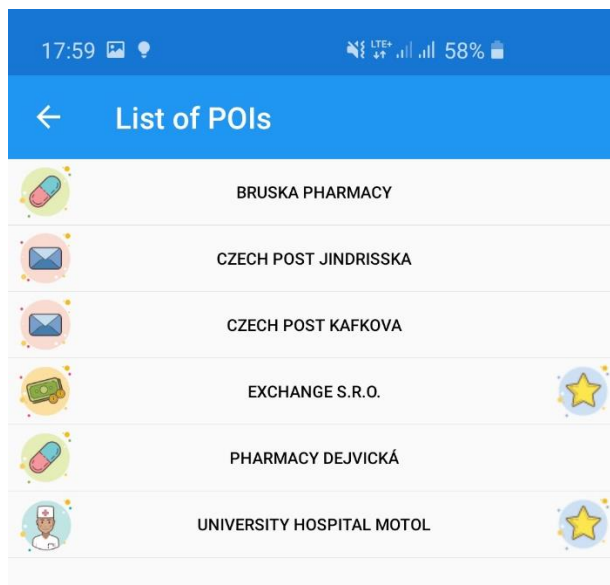 17:59
LTE+
58%
List of POIs
BRUSKA PHARMACY
CZECH POST JINDRISSKA
CZECH POST KAFKOVA
EXCHANGE S.R.O.
PHARMACY DEJVICKÁ
UNIVERSITY HOSPITAL MOTOL